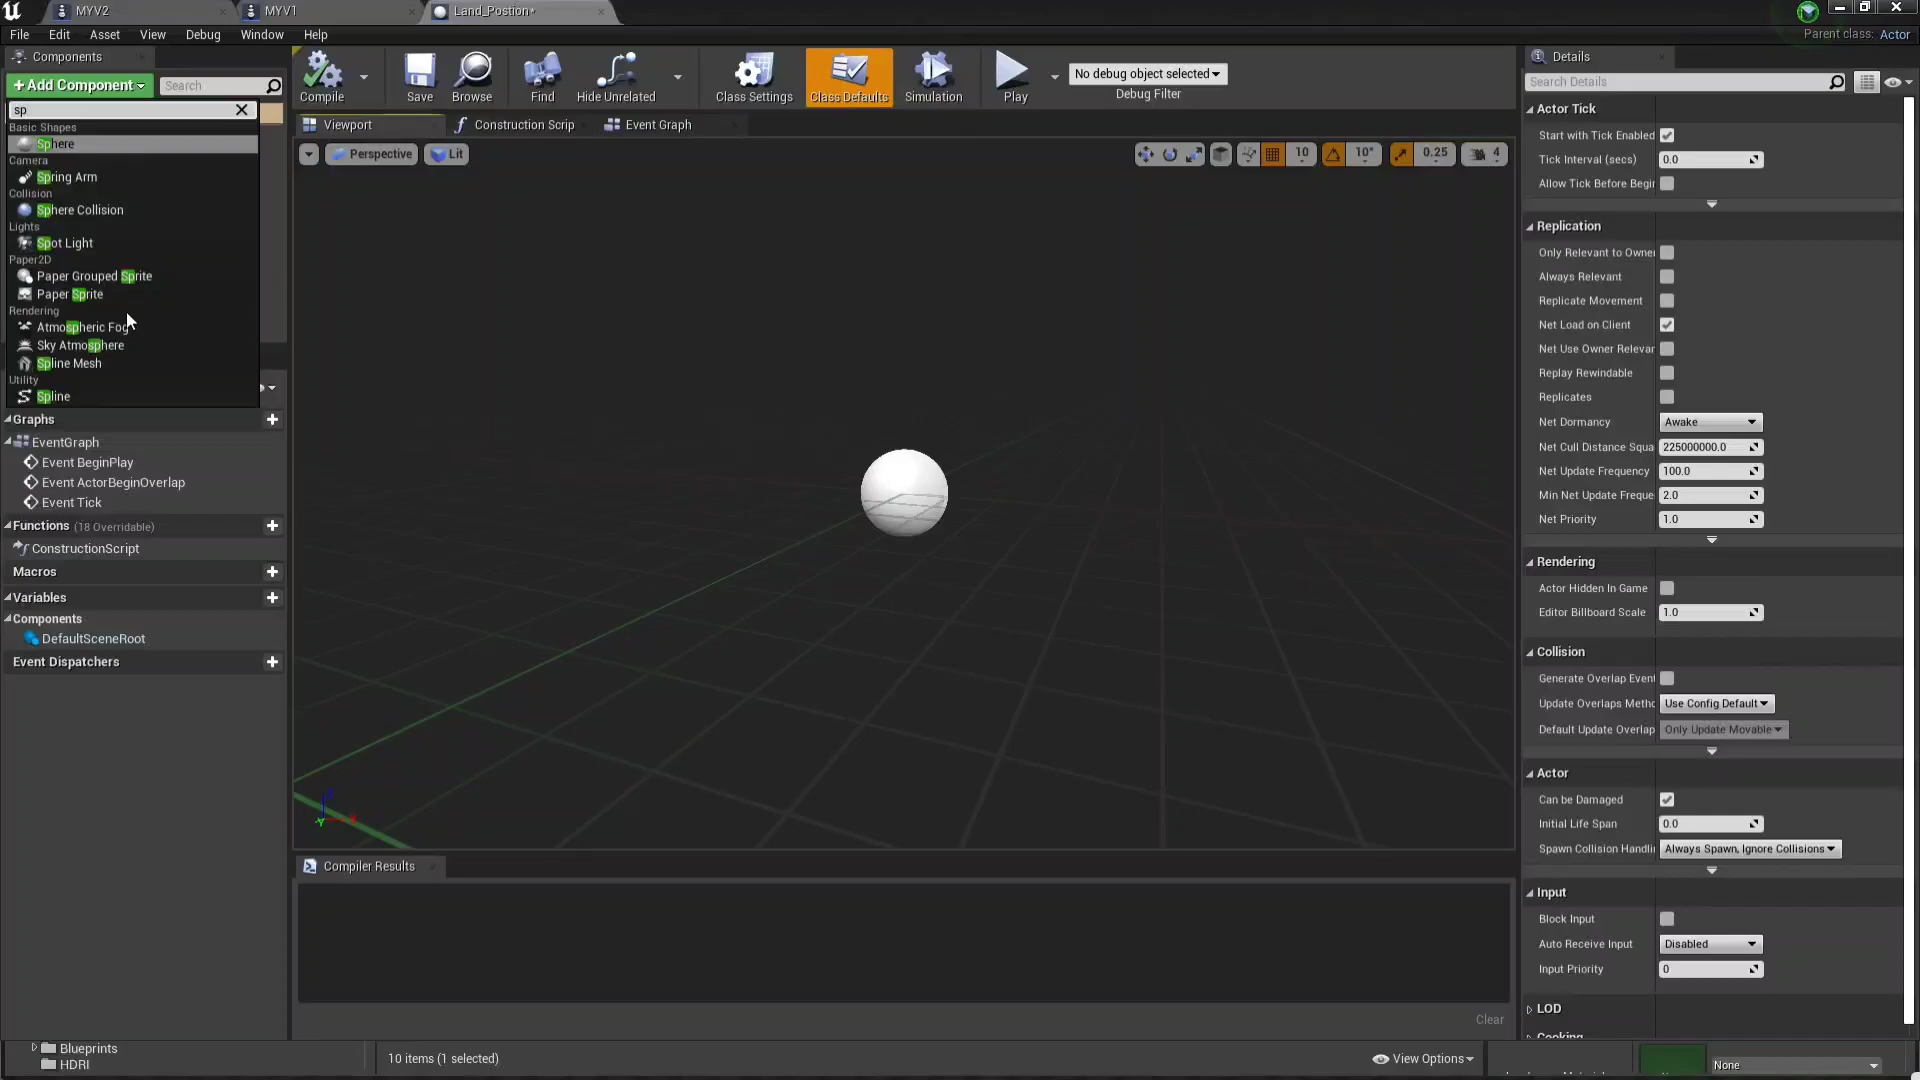 MYV2
MYV1
Land_Postion*
File Edit Asset View Debug Window Help
Parent class: Actor
Components
+Add Component
Search
sp
Basic Shapes
Sphere
Camera
Spring Arm
Collision
Sphere Collision
Lights
Spot Light
Paper2D
Paper Grouped Sprite
Paper Sprite
Rendering
Atmospheric Fog
Sky Atmosphere
Spline Mesh
Utility
Spline
Graphs
EventGraph
Event BeginPlay
Event ActorBeginOverlap
Event Tick
Functions (18 Overridable)
ConstructionScript
Macros
Variables
Components
DefaultSceneRoot
Event Dispatchers
Blueprints
HDRI
Compile
Save
Browse
Find
Hide Unrelated
Class Settings
Class Defaults
Simulation
Play
No debug object selected
Debug Filter
Viewport
Construction Scrip
Event Graph
Perspective
Lit
10
10°
0.25
4
Z
X
Y
Compiler Results
Clear
10 items (1 selected)
View Options
Details
Search Details
Actor Tick
Start with Tick Enabled
Tick Interval (secs) 0.0
Allow Tick Before Begin
Replication
Only Relevant to Owner
Always Relevant
Replicate Movement
Net Load on Client
Net Use Owner Relevan
Replay Rewindable
Replicates
Net Dormancy Awake
Net Cull Distance Squa 225000000.0
Net Update Frequency 100.0
Min Net Update Freque 2.0
Net Priority 1.0
Rendering
Actor Hidden In Game
Editor Billboard Scale 1.0
Collision
Generate Overlap Event
Update Overlaps Metho Use Config Default
Default Update Overlap Only Update Movable
Actor
Can be Damaged
Initial Life Span 0.0
Spawn Collision Handli Always Spawn, Ignore Collisions
Input
Block Input
Auto Receive Input Disabled
Input Priority 0
LOD
Cooking
None